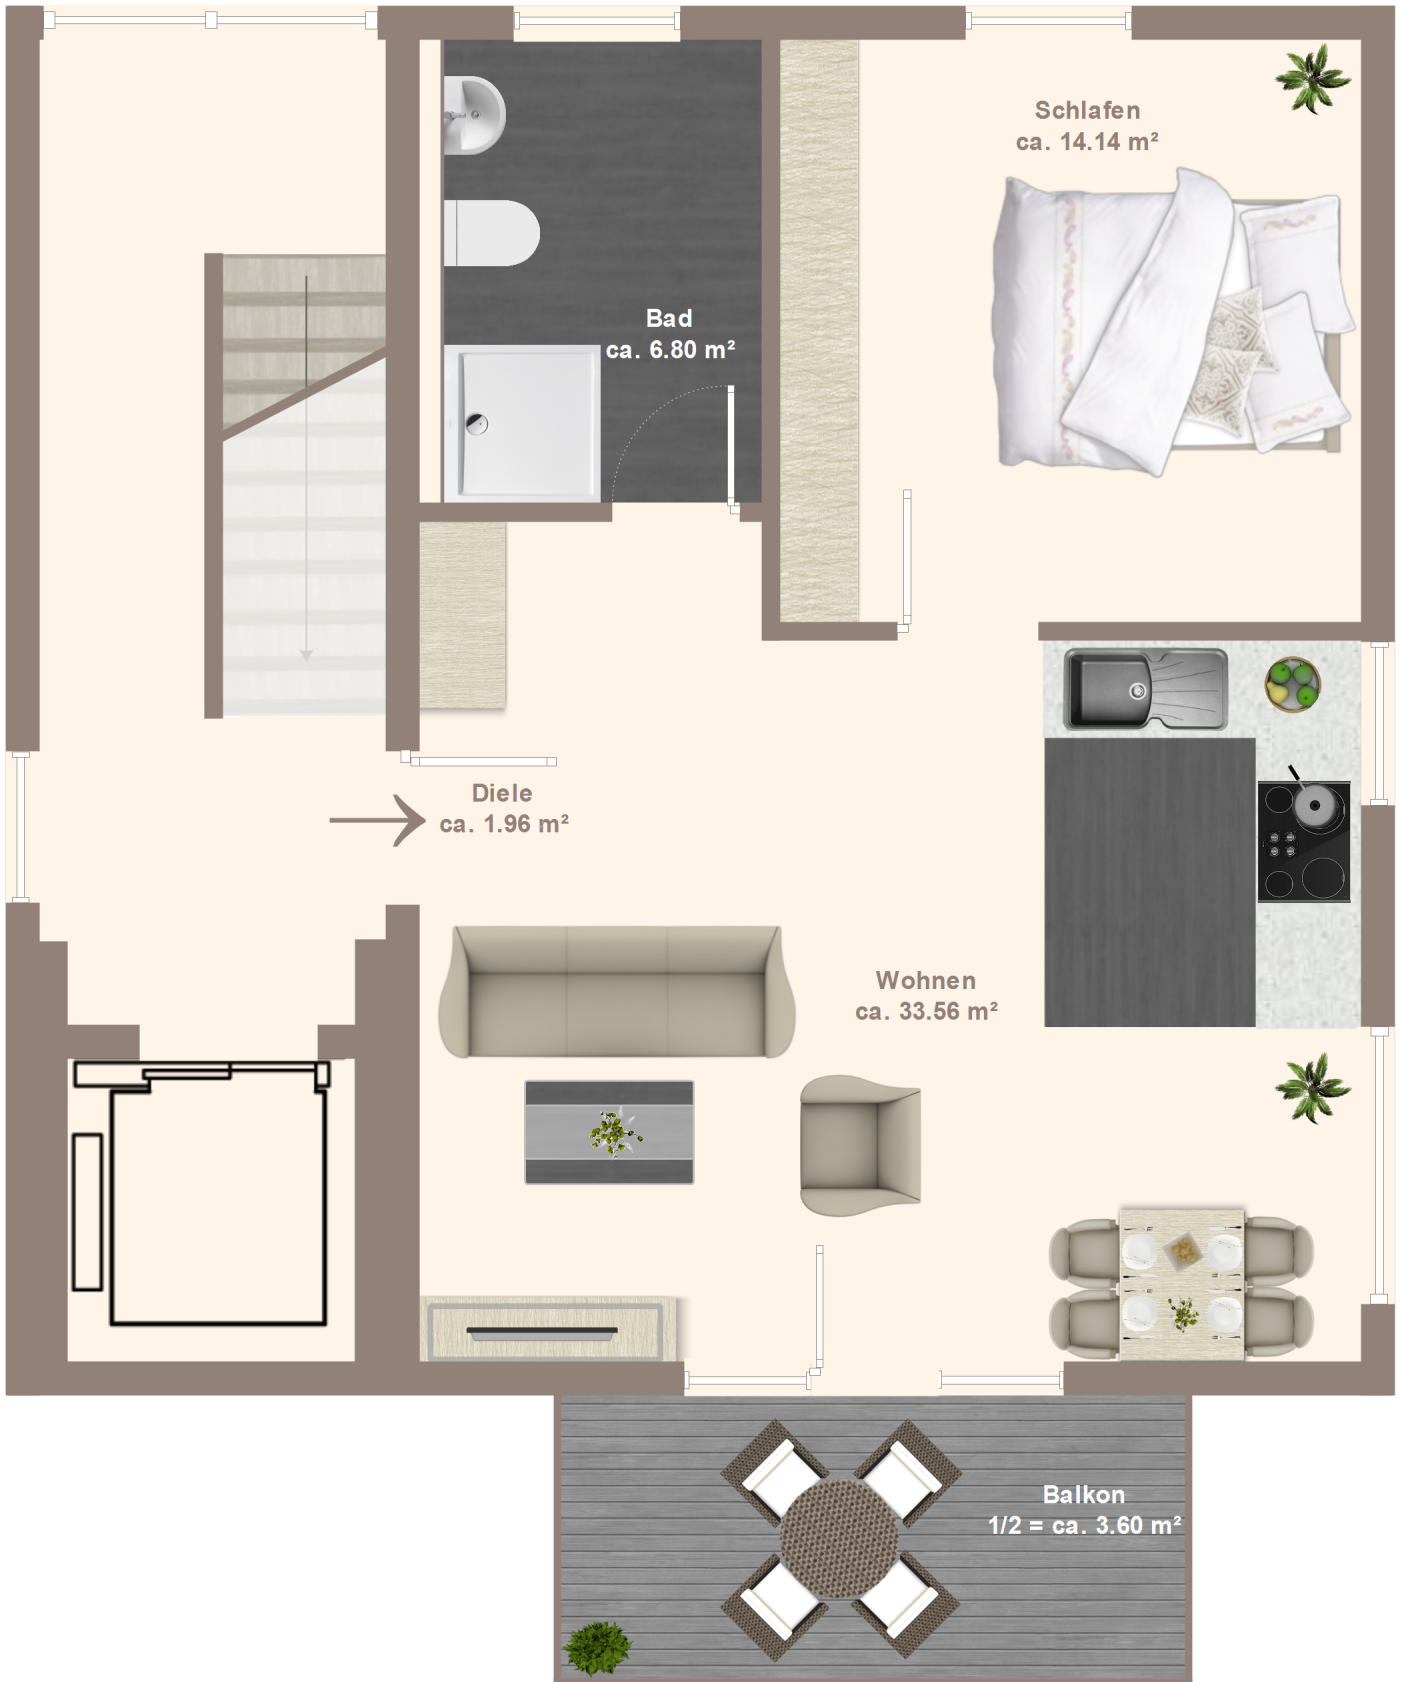 Schlafen
ca. 14.14 m²
Bad
ca. 6.80 m²
Diele
ca. 1.96 m²
Wohnen
ca. 33.56 m²
Balkon
1/2 = ca. 3.60 m²